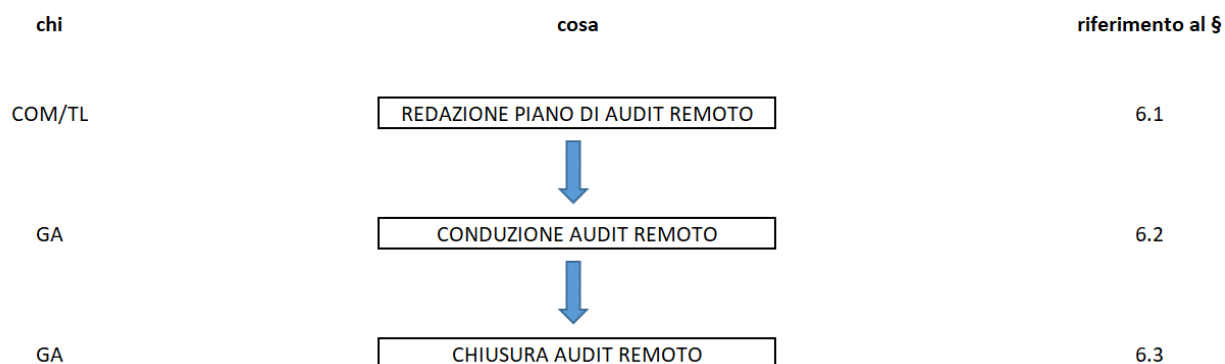 chi cosa riferimento al §
COM/TL REDAZIONE PIANO DI AUDIT REMOTO 6.1
GA CONDUZIONE AUDIT REMOTO 6.2
GA CHIUSURA AUDIT REMOTO 6.3